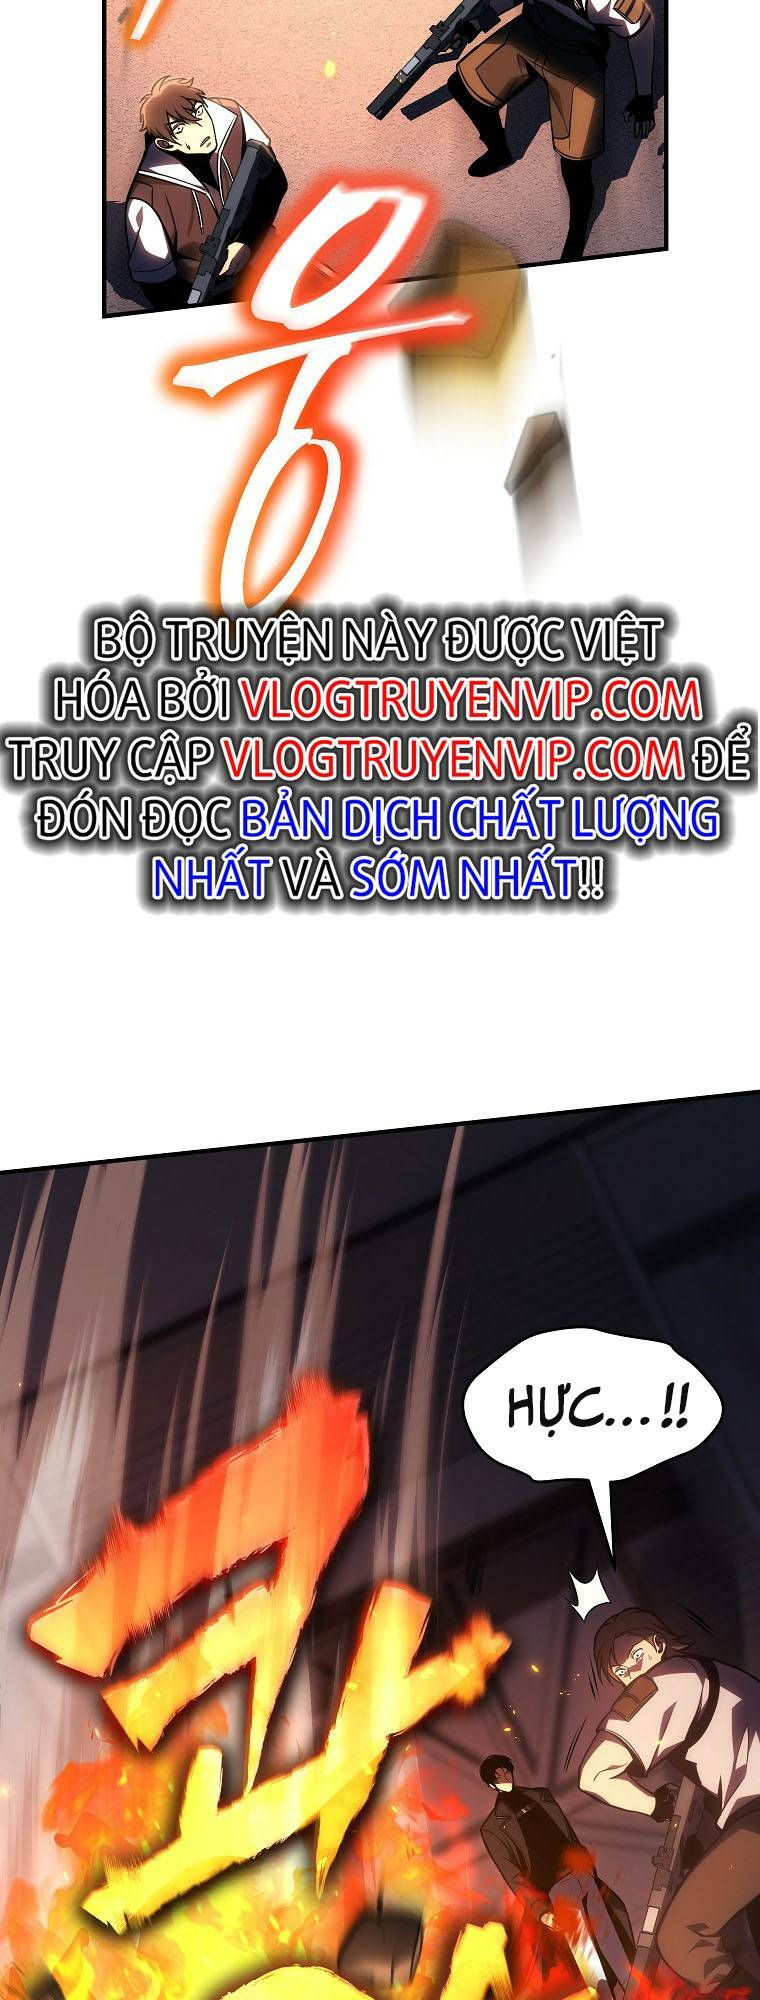 웅
BỘ TRUYỆN NÀY ĐƯỢC VIỆT
HÓA BỞI VLOGTRUYENVIP.COM
TRUY CẬP VLOGTRUYENVIP.COM ĐỂ
ĐÓN ĐỌC BẢN DỊCH CHẤT LƯỢNG
NHẤT VÀ SỚM NHẤT!!
HỰC...!!